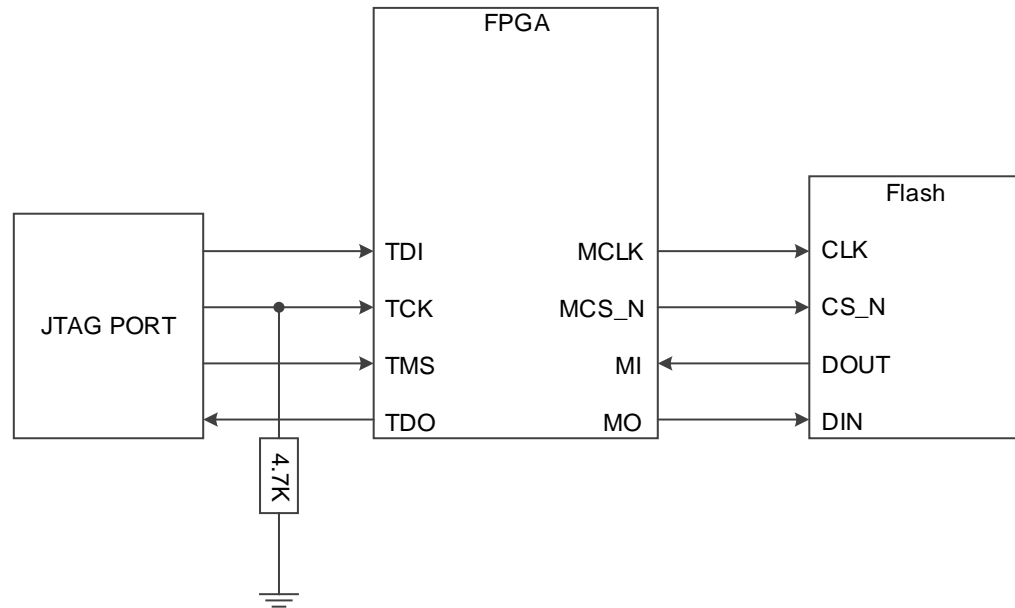 FPGA
Flash
JTAG PORT
TDI
TCK
TMS
TDO
MCLK
MCS_N
MI
MO
CLK
CS_N
DOUT
DIN
4.7K